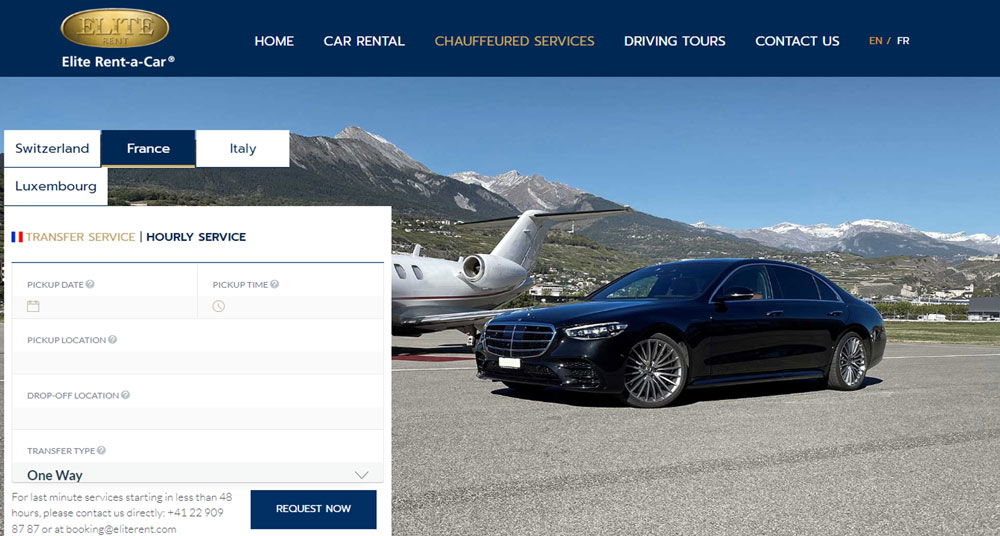 ELITE
RENT
Elite Rent-a-Car®
HOME
CAR RENTAL
CHAUFFEURED SERVICES
DRIVING TOURS
CONTACT US
EN / FR
Switzerland
France
Italy
Luxembourg
TRANSFER SERVICE | HOURLY SERVICE
PICKUP DATE ?
PICKUP TIME ?
PICKUP LOCATION ?
DROP-OFF LOCATION ?
TRANSFER TYPE ?
One Way
For last minute services starting in less than 48
hours, please contact us directly: +41 22 909
87 87 or at booking@eliterent.com
REQUEST NOW